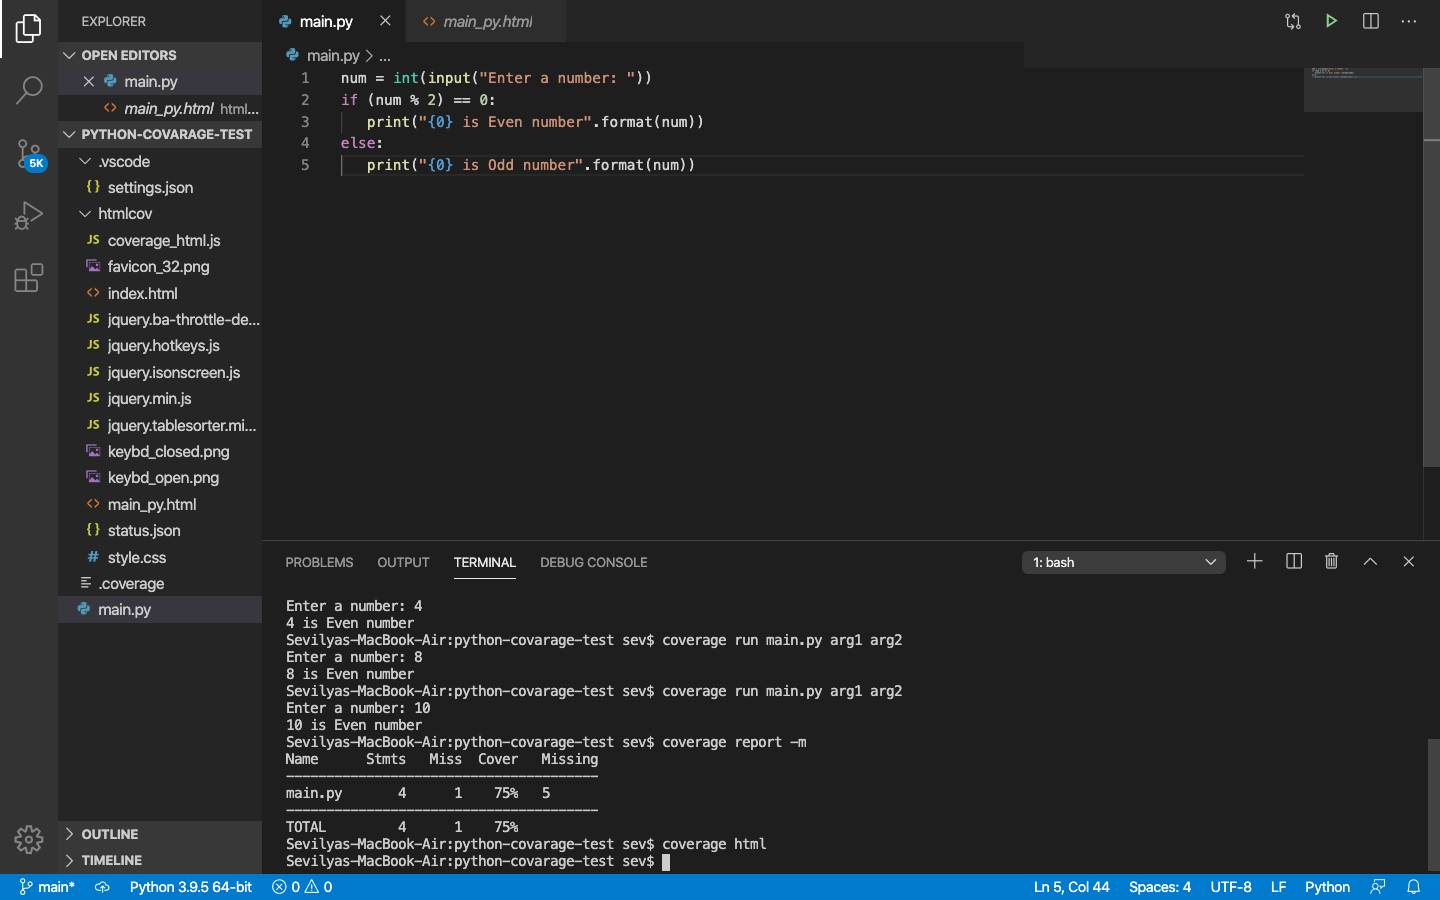 EXPLORER
OPEN EDITORS
main.py
main_py.html html...
PYTHON-COVARAGE-TEST
.vscode
{} settings.json
htmlcov
JS coverage_html.js
favicon_32.png
<> index.html
JS jquery.ba-throttle-de...
JS jquery.hotkeys.js
JS jquery.isonscreen.js
JS jquery.min.js
JS jquery.tablesorter.mi...
keybd_closed.png
keybd_open.png
<> main_py.html
{} status.json
# style.css
.coverage
main.py
OUTLINE
TIMELINE
5K
main.py
<> main_py.html
main.py > ...
1 num = int(input("Enter a number: "))
2 if (num % 2) == 0:
3 print("{0} is Even number".format(num))
4 else:
5 print("{0} is Odd number".format(num))
PROBLEMS OUTPUT TERMINAL DEBUG CONSOLE
1: bash
Enter a number: 4
4 is Even number
Sevilyas-MacBook-Air:python-covarage-test sev$ coverage run main.py arg1 arg2
Enter a number: 8
8 is Even number
Sevilyas-MacBook-Air:python-covarage-test sev$ coverage run main.py arg1 arg2
Enter a number: 10
10 is Even number
Sevilyas-MacBook-Air:python-covarage-test sev$ coverage report -m
Name Stmts Miss Cover Missing
---------------------------------------
main.py 4 1 75% 5
---------------------------------------
TOTAL 4 1 75%
Sevilyas-MacBook-Air:python-covarage-test sev$ coverage html
Sevilyas-MacBook-Air:python-covarage-test sev$
main* Python 3.9.5 64-bit 0 0 Ln 5, Col 44 Spaces: 4 UTF-8 LF Python